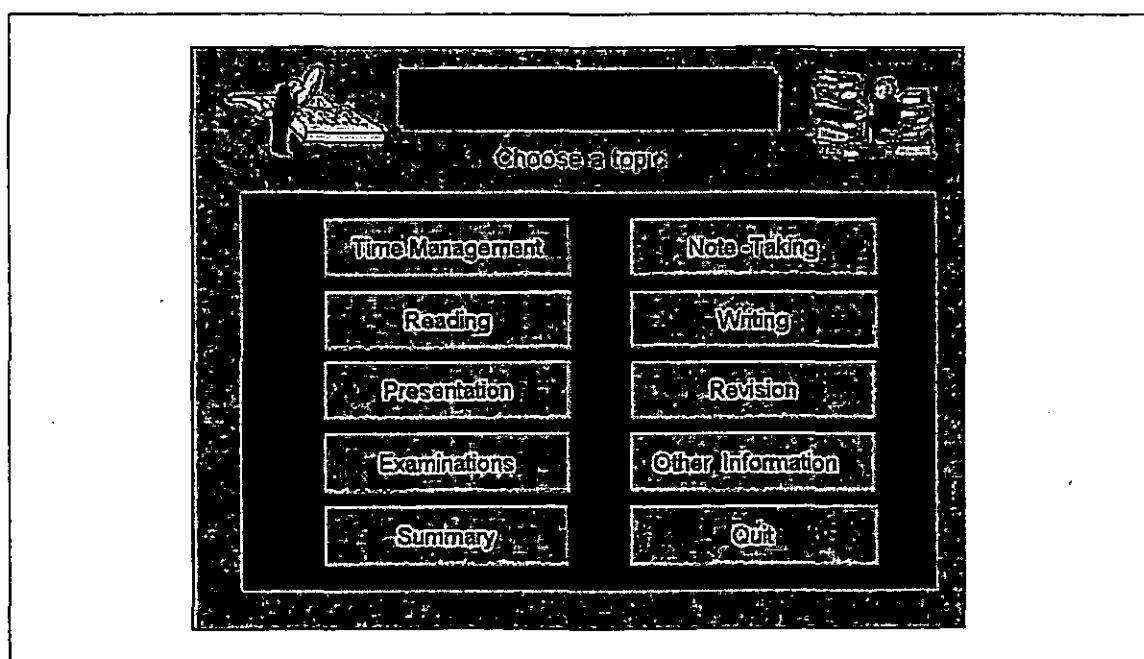 Choose a topic
Time Management Note -Taking
Reading Writing
Presentation Revision
Examinations Other Information
Summary Quit